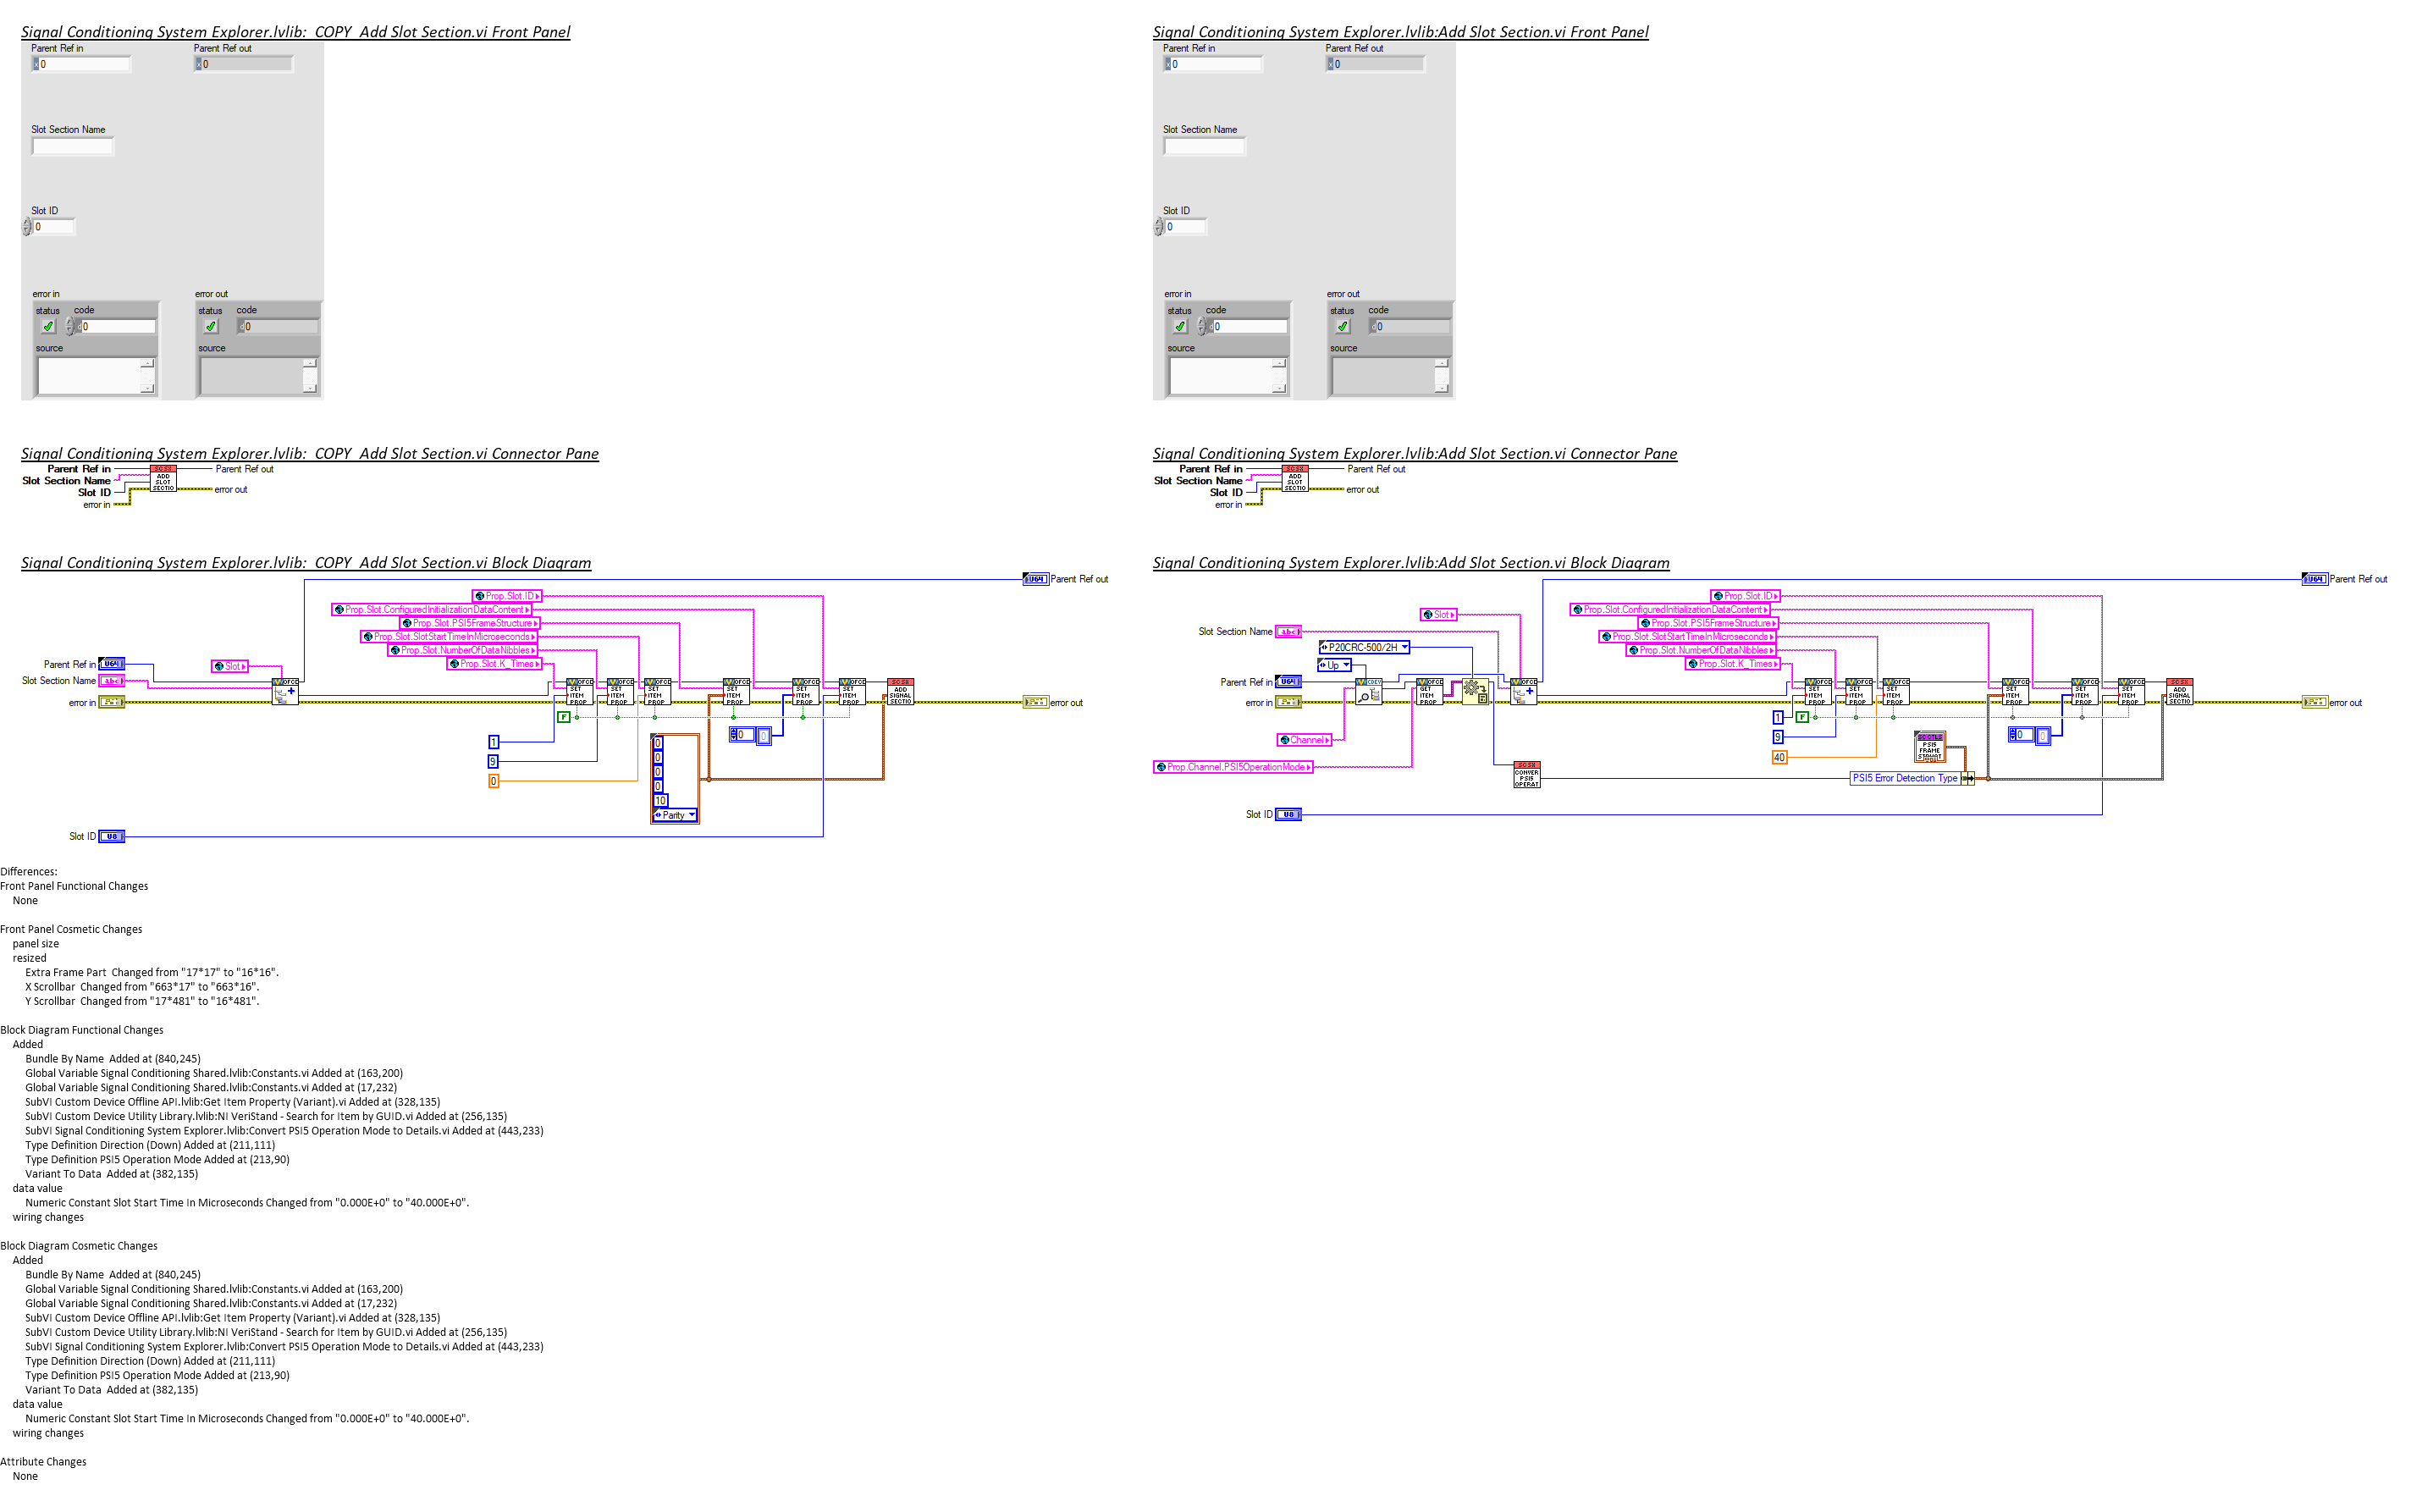 Signal Conditioning System Explorer.lvlib:  COPY  Add Slot Section.vi Front Panel
Parent Ref in
Parent Ref out
x 0
x 0
Slot Section Name
Slot ID
0
error in
error out
status code
status code
d 0
d 0
source
source
Signal Conditioning System Explorer.lvlib:  COPY  Add Slot Section.vi Connector Pane
Parent Ref in
Parent Ref out
Slot Section Name
Slot ID
error in
error out
SCSX
ADD
SLOT
SECTIO
Signal Conditioning System Explorer.lvlib:  COPY  Add Slot Section.vi Block Diagram
U64 Parent Ref out
Prop.Slot.ID
Prop.Slot.ConfiguredInitializationDataContent
Prop.Slot.PSI5FrameStructure
Prop.Slot.SlotStartTimeInMicroseconds
Prop.Slot.NumberOfDataNibbles
Prop.Slot.K_Times
Slot
Parent Ref in U64
Slot Section Name abc
error in
error out
OFCD
OFCD SET ITEM PROP
OFCD SET ITEM PROP
OFCD SET ITEM PROP
OFCD SET ITEM PROP
OFCD SET ITEM PROP
OFCD SET ITEM PROP
SCSX ADD SIGNAL SECTIO
F
1
9
0
0
0
0
0
10
Parity
0
0
Slot ID U8
Signal Conditioning System Explorer.lvlib:Add Slot Section.vi Front Panel
Parent Ref in
Parent Ref out
x 0
x 0
Slot Section Name
Slot ID
0
error in
error out
status code
status code
d 0
d 0
source
source
Signal Conditioning System Explorer.lvlib:Add Slot Section.vi Connector Pane
Parent Ref in
Parent Ref out
Slot Section Name
Slot ID
error in
error out
SCSX
ADD
SLOT
SECTIO
Signal Conditioning System Explorer.lvlib:Add Slot Section.vi Block Diagram
U64 Parent Ref out
Prop.Slot.ID
Prop.Slot.ConfiguredInitializationDataContent
Prop.Slot.PSI5FrameStructure
Prop.Slot.SlotStartTimeInMicroseconds
Prop.Slot.NumberOfDataNibbles
Prop.Slot.K_Times
Slot
Slot Section Name abc
P20CRC-500/2H
Up
Parent Ref in U64
error in
error out
CDEV
OFCD GET ITEM PROP
OFCD
OFCD SET ITEM PROP
OFCD SET ITEM PROP
OFCD SET ITEM PROP
OFCD SET ITEM PROP
OFCD SET ITEM PROP
OFCD SET ITEM PROP
SCSX ADD SIGNAL SECTIO
1
F
9
40
Channel
Prop.Channel.PSI5OperationMode
SCSX CONVER PSI5 OPERAT
PSI5 FRAME
PSI5 Error Detection Type
0
0
Slot ID U8
Differences:
Front Panel Functional Changes
None
Front Panel Cosmetic Changes
panel size
resized
Extra Frame Part  Changed from "17*17" to "16*16".
X Scrollbar  Changed from "663*17" to "663*16".
Y Scrollbar  Changed from "17*481" to "16*481".
Block Diagram Functional Changes
Added
Bundle By Name  Added at (840,245)
Global Variable Signal Conditioning Shared.lvlib:Constants.vi Added at (163,200)
Global Variable Signal Conditioning Shared.lvlib:Constants.vi Added at (17,232)
SubVI Custom Device Offline API.lvlib:Get Item Property (Variant).vi Added at (328,135)
SubVI Custom Device Utility Library.lvlib:NI VeriStand - Search for Item by GUID.vi Added at (256,135)
SubVI Signal Conditioning System Explorer.lvlib:Convert PSI5 Operation Mode to Details.vi Added at (443,233)
Type Definition Direction (Down) Added at (211,111)
Type Definition PSI5 Operation Mode Added at (213,90)
Variant To Data  Added at (382,135)
data value
Numeric Constant Slot Start Time In Microseconds Changed from "0.000E+0" to "40.000E+0".
wiring changes
Block Diagram Cosmetic Changes
Added
Bundle By Name  Added at (840,245)
Global Variable Signal Conditioning Shared.lvlib:Constants.vi Added at (163,200)
Global Variable Signal Conditioning Shared.lvlib:Constants.vi Added at (17,232)
SubVI Custom Device Offline API.lvlib:Get Item Property (Variant).vi Added at (328,135)
SubVI Custom Device Utility Library.lvlib:NI VeriStand - Search for Item by GUID.vi Added at (256,135)
SubVI Signal Conditioning System Explorer.lvlib:Convert PSI5 Operation Mode to Details.vi Added at (443,233)
Type Definition Direction (Down) Added at (211,111)
Type Definition PSI5 Operation Mode Added at (213,90)
Variant To Data  Added at (382,135)
data value
Numeric Constant Slot Start Time In Microseconds Changed from "0.000E+0" to "40.000E+0".
wiring changes
Attribute Changes
None